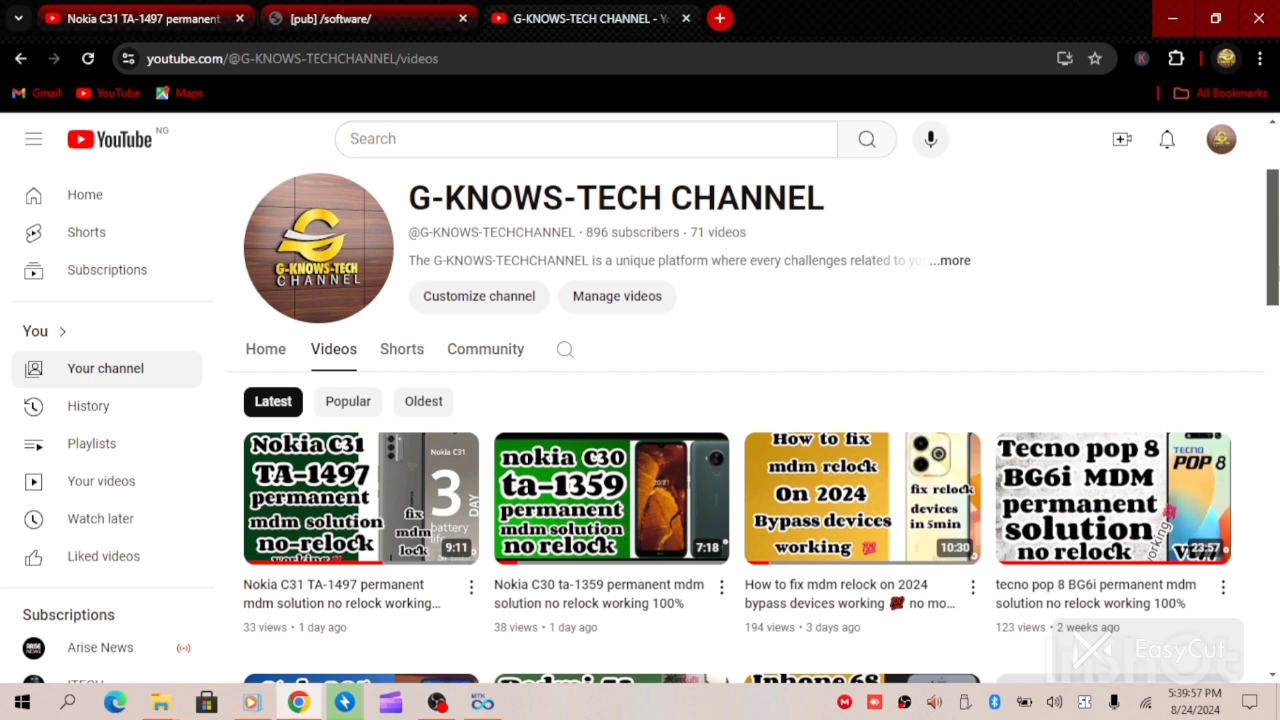 Nokia C31 TA-1497 permanent
[pub] /software/
G-KNOWS-TECH CHANNEL - Yo
youtube.com/@G-KNOWS-TECHCHANNEL/videos
K
Gmail
YouTube
Maps
All Bookmarks
YouTube NG
Search
Home
Shorts
Subscriptions
You
Your channel
History
Playlists
Your videos
Watch later
Liked videos
Subscriptions
Arise News
G-KNOWS-TECH
CHANNEL
G-KNOWS-TECH CHANNEL
@G-KNOWS-TECHCHANNEL · 896 subscribers · 71 videos
The G-KNOWS-TECHCHANNEL is a unique platform where every challenges related to you ...more
Customize channel
Manage videos
Home
Videos
Shorts
Community
Latest
Popular
Oldest
Nokia C31
TA-1497
permanent
mdm solution
no-relock
working
fix
mdm
lock
Nokia C31
3
DAY
battery
life
9:11
Nokia C31 TA-1497 permanent
mdm solution no relock working...
33 views · 1 day ago
nokia C30
ta-1359
permanent
mdm solution
no relock
7:18
Nokia C30 ta-1359 permanent mdm
solution no relock working 100%
38 views · 1 day ago
How to fix
mdm relock
On 2024
Bypass devices
working 💯
fix relock
devices
in 5min
10:30
How to fix mdm relock on 2024
bypass devices working 💯 no mo...
194 views · 3 days ago
Tecno pop 8
BG6i MDM
permanent
solution
no relock
working 💯
TECNO
POP 8
23:57
tecno pop 8 BG6i permanent mdm
solution no relock working 100%
123 views · 2 weeks ago
EasyCut
Redmi
Iphone 68
MTK
5:39:57 PM
8/24/2024